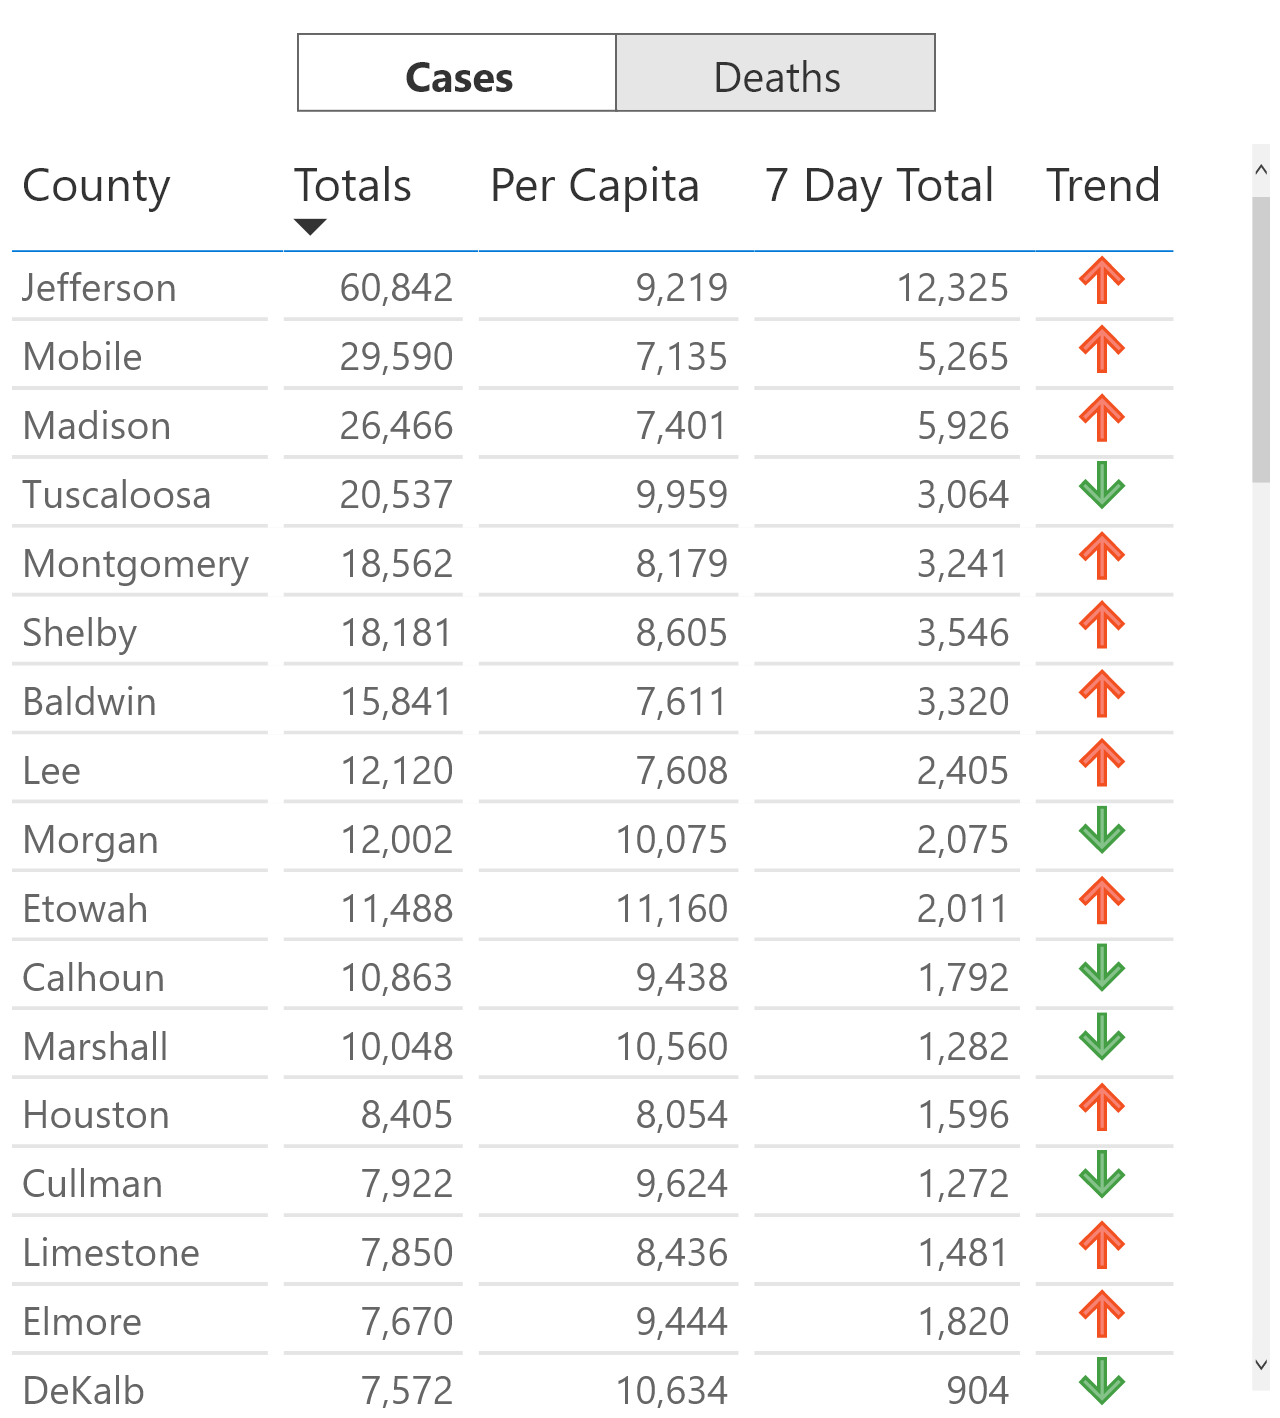 Cases Deaths
County Totals Per Capita 7 Day Total Trend
Jefferson 60,842 9,219 12,325
Mobile 29,590 7,135 5,265
Madison 26,466 7,401 5,926
Tuscaloosa 20,537 9,959 3,064
Montgomery 18,562 8,179 3,241
Shelby 18,181 8,605 3,546
Baldwin 15,841 7,611 3,320
Lee 12,120 7,608 2,405
Morgan 12,002 10,075 2,075
Etowah 11,488 11,160 2,011
Calhoun 10,863 9,438 1,792
Marshall 10,048 10,560 1,282
Houston 8,405 8,054 1,596
Cullman 7,922 9,624 1,272
Limestone 7,850 8,436 1,481
Elmore 7,670 9,444 1,820
DeKalb 7,572 10,634 904